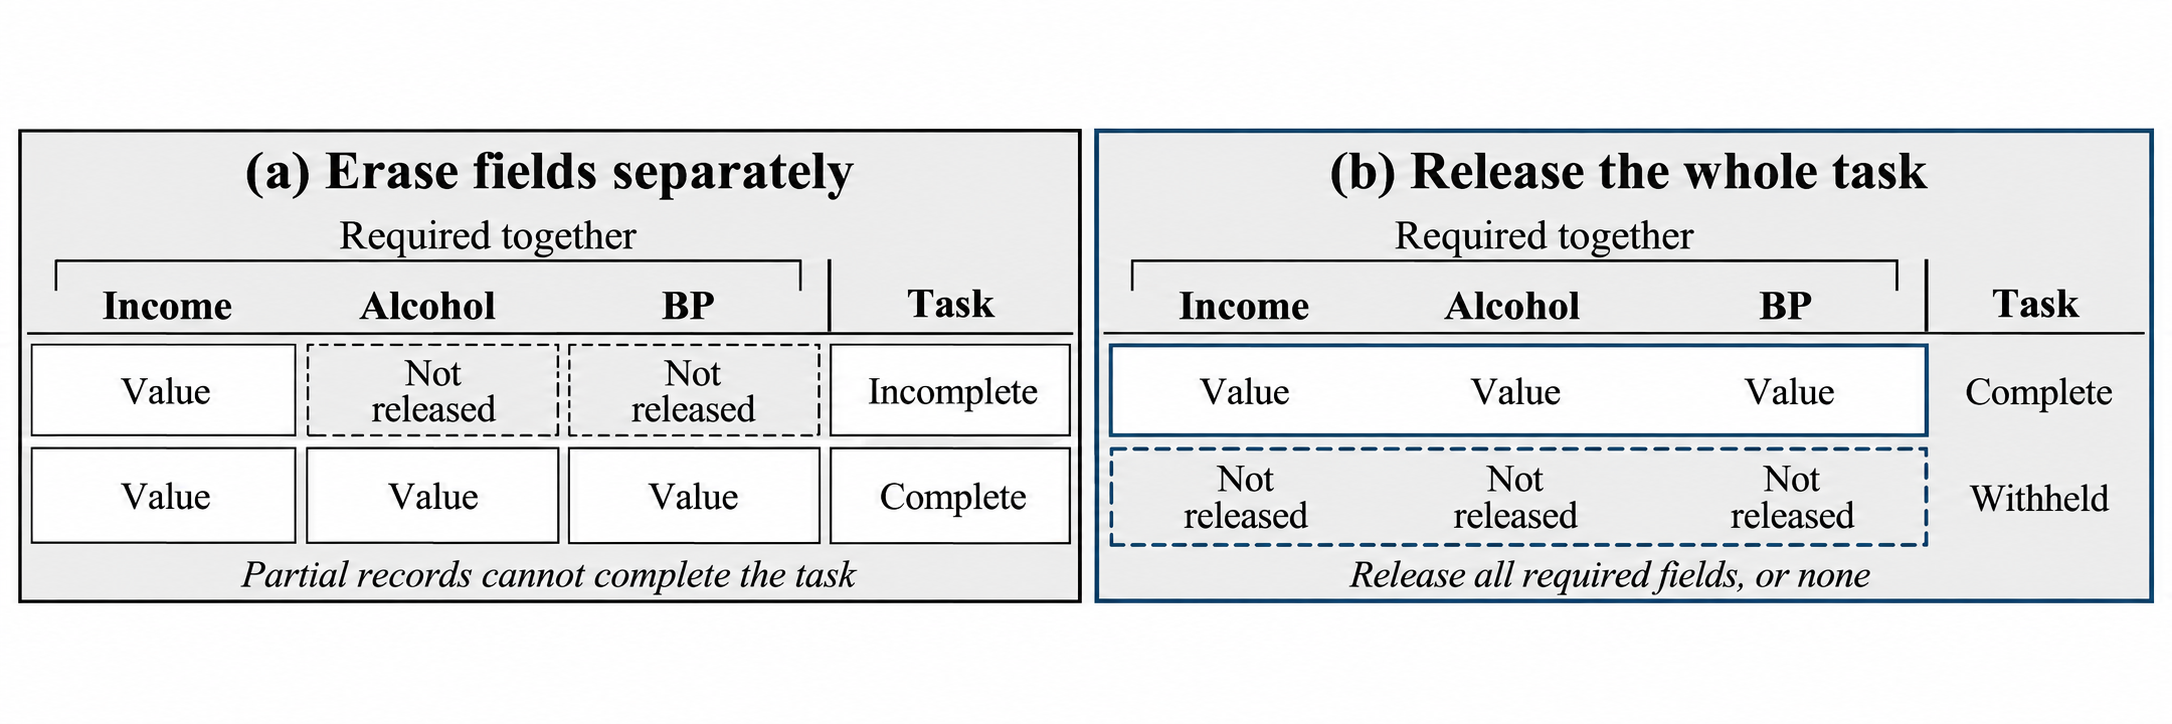 (a) Erase fields separately
Required together
Income Alcohol BP Task
Value Not released Not released Incomplete
Value Value Value Complete
Partial records cannot complete the task
(b) Release the whole task
Required together
Income Alcohol BP Task
Value Value Value Complete
Not released Not released Not released Withheld
Release all required fields, or none